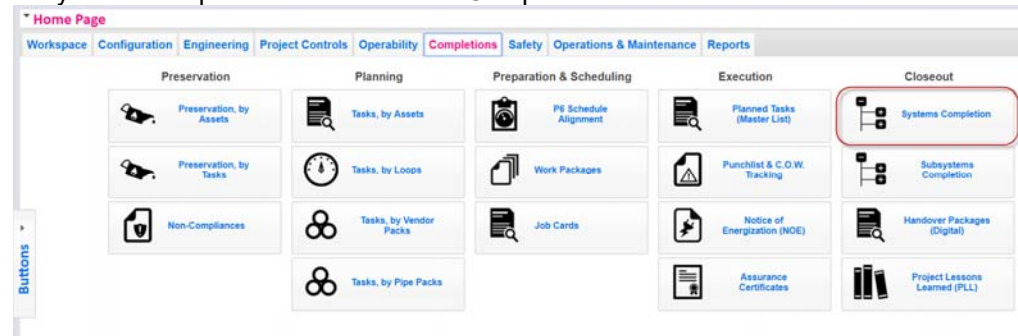 Home Page
Workspace Configuration Engineering Project Controls Operability Completions Safety Operations & Maintenance Reports
Preservation Planning Preparation & Scheduling Execution Closeout
Preservation, by
Assets
Tasks, by Assets
P6 Schedule
Alignment
Planned Tasks
(Master List)
Systems Completion
Preservation, by
Tasks
Tasks, by Loops
Work Packages
Punchlist & C.O.W.
Tracking
Subsystems
Completion
Non-Compliances
Tasks, by Vendor
Packs
Job Cards
Notice of
Energization (NOE)
Handover Packages
(Digital)
Tasks, by Pipe Packs
Assurance
Certificates
Project Lessons
Learned (PLL)
Buttons